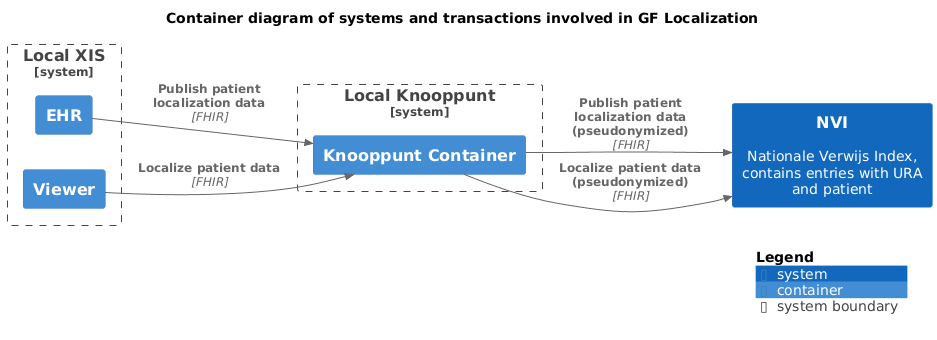 Container diagram of systems and transactions involved in GF Localization
Local XIS
[system]
EHR
Viewer
Publish patient
localization data
[FHIR]
Localize patient data
[FHIR]
Local Knooppunt
[system]
Knooppunt Container
Publish patient
localization data
(pseudonymized)
[FHIR]
Localize patient data
(pseudonymized)
[FHIR]
NVI
Nationale Verwijs Index,
contains entries with URA
and patient
Legend
system
container
system boundary